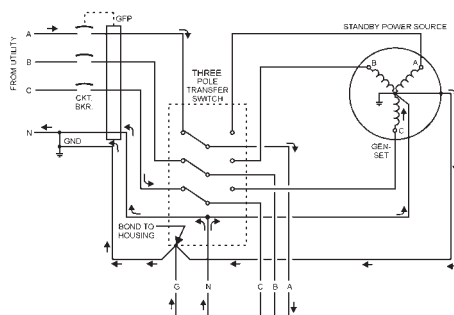 GFP
STANDBY POWER SOURCE
A
B
C
N
FROM UTILITY
CKT.
BKR.
GND
THREE
POLE
TRANSFER
SWITCH
B
A
C
GEN-
SET
BOND TO
HOUSING
G
N
C
B
A